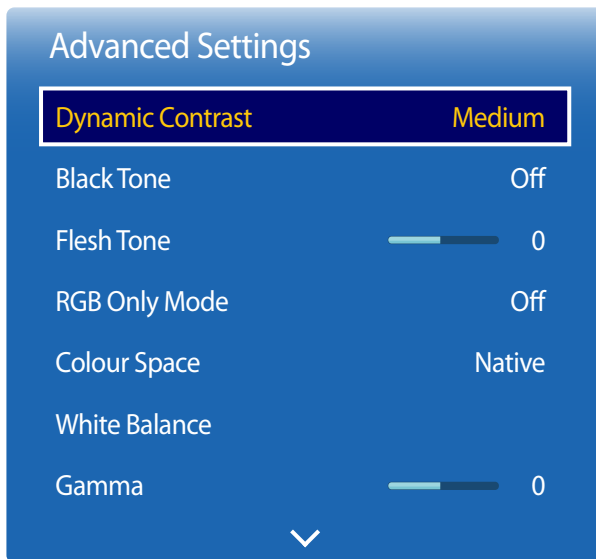 Advanced Settings
Dynamic Contrast Medium
Black Tone Off
Flesh Tone 0
RGB Only Mode Off
Colour Space Native
White Balance
Gamma 0